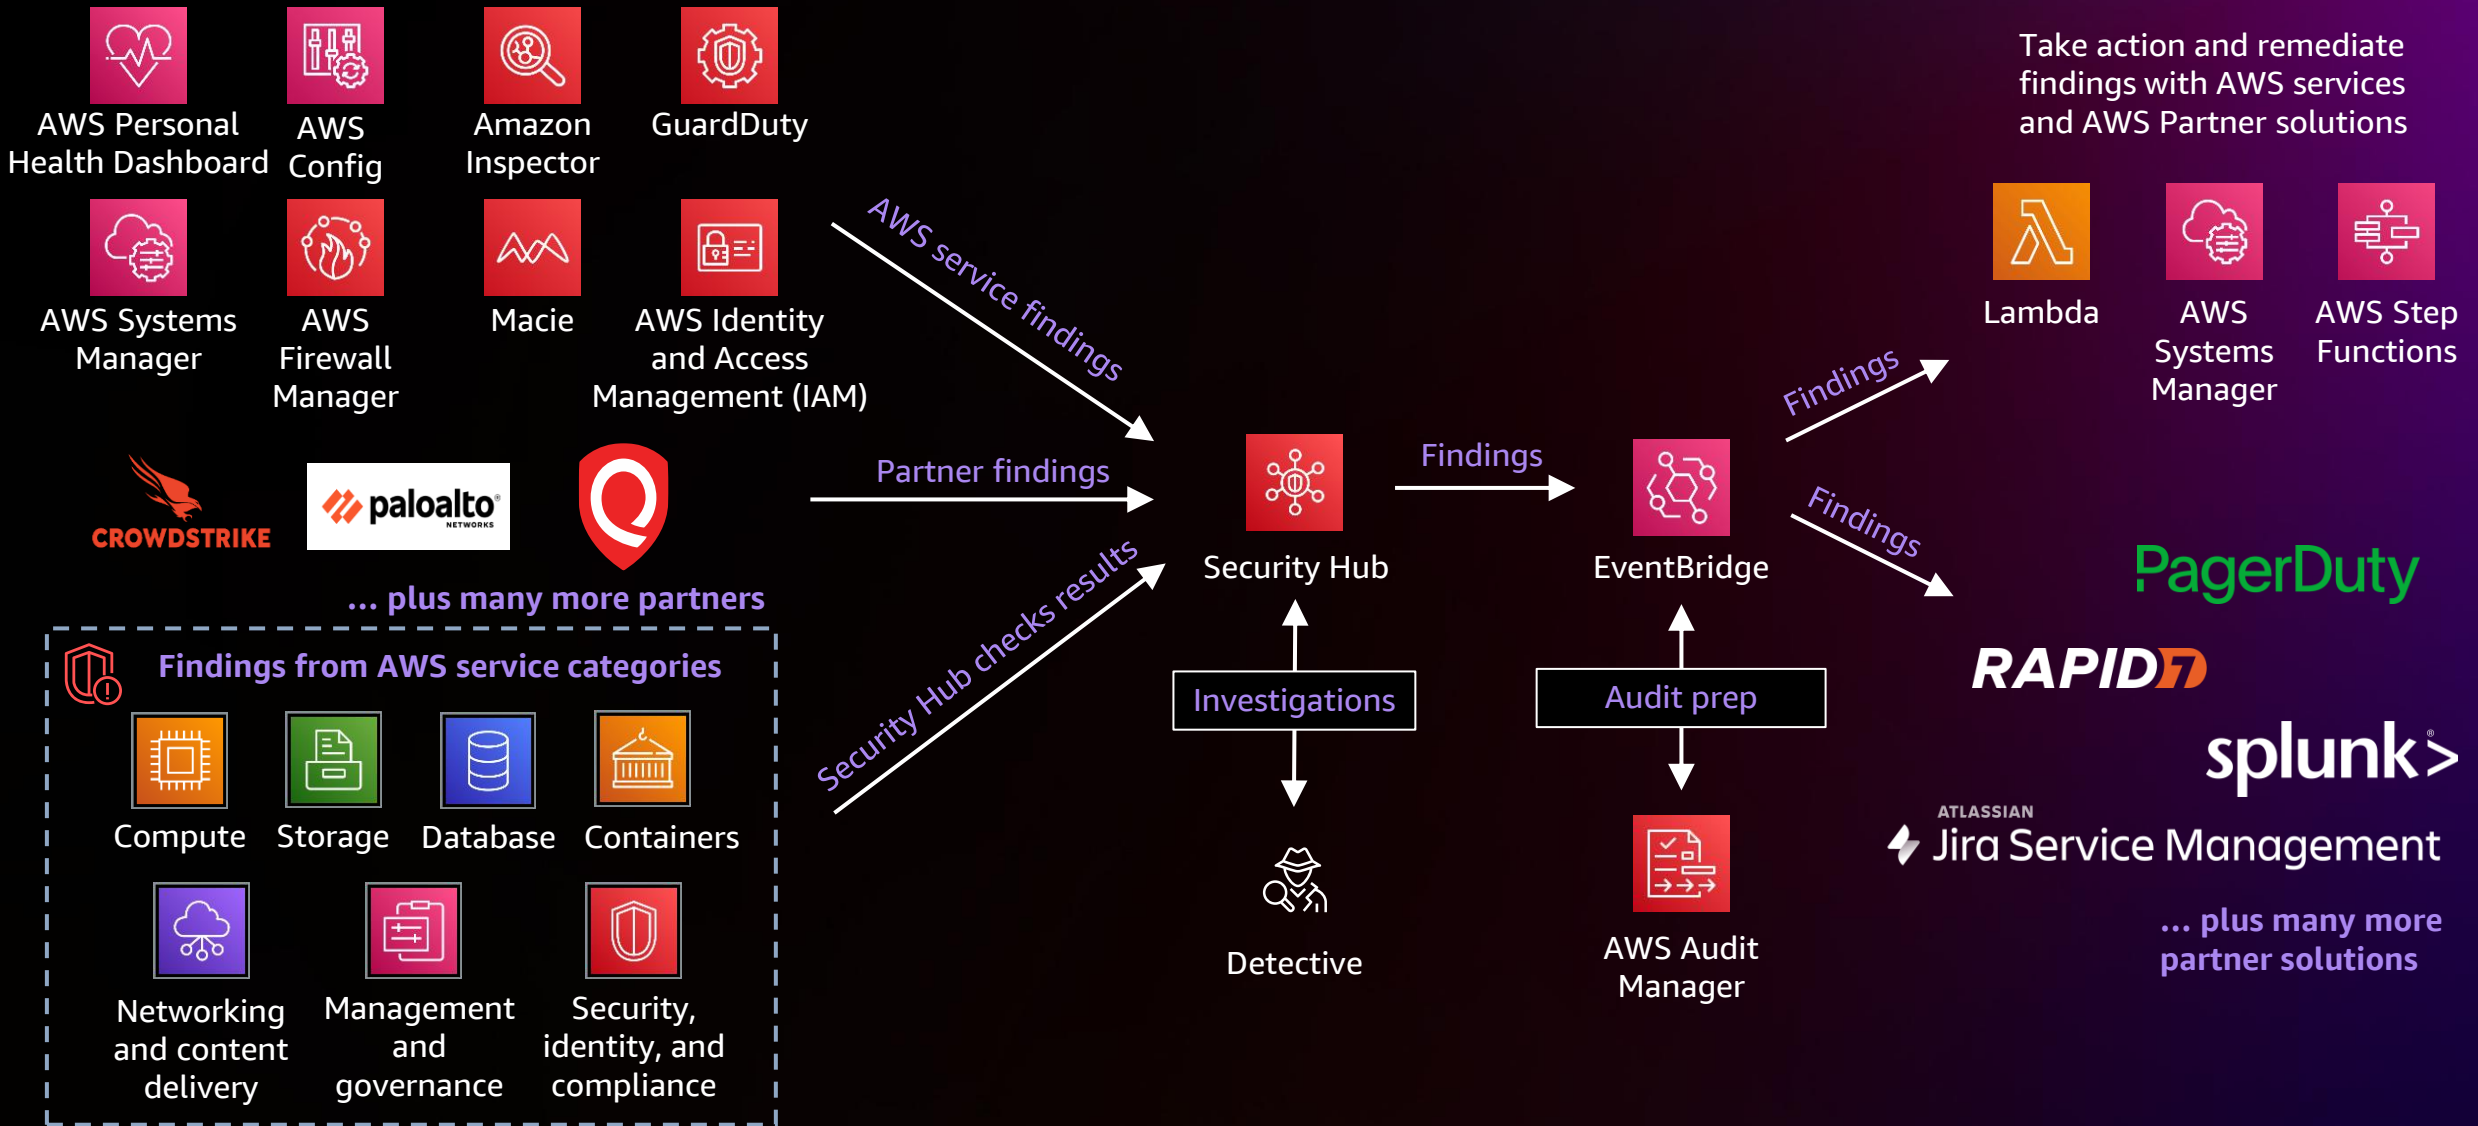 AWS Personal
Health Dashboard
AWS
Config
Amazon
Inspector
GuardDuty
AWS Systems
Manager
AWS
Firewall
Manager
Macie
AWS Identity
and Access
Management (IAM)
CROWDSTRIKE
paloalto®
NETWORKS
... plus many more partners
Findings from AWS service categories
Compute
Storage
Database
Containers
Networking
and content
delivery
Management
and
governance
Security,
identity, and
compliance
AWS service findings
Partner findings
Security Hub checks results
Security Hub
Investigations
Detective
Findings
EventBridge
Audit prep
AWS Audit
Manager
Findings
Findings
Take action and remediate
findings with AWS services
and AWS Partner solutions
Lambda
AWS
Systems
Manager
AWS Step
Functions
PagerDuty
RAPID7
splunk®>
ATLASSIAN
Jira Service Management
... plus many more
partner solutions